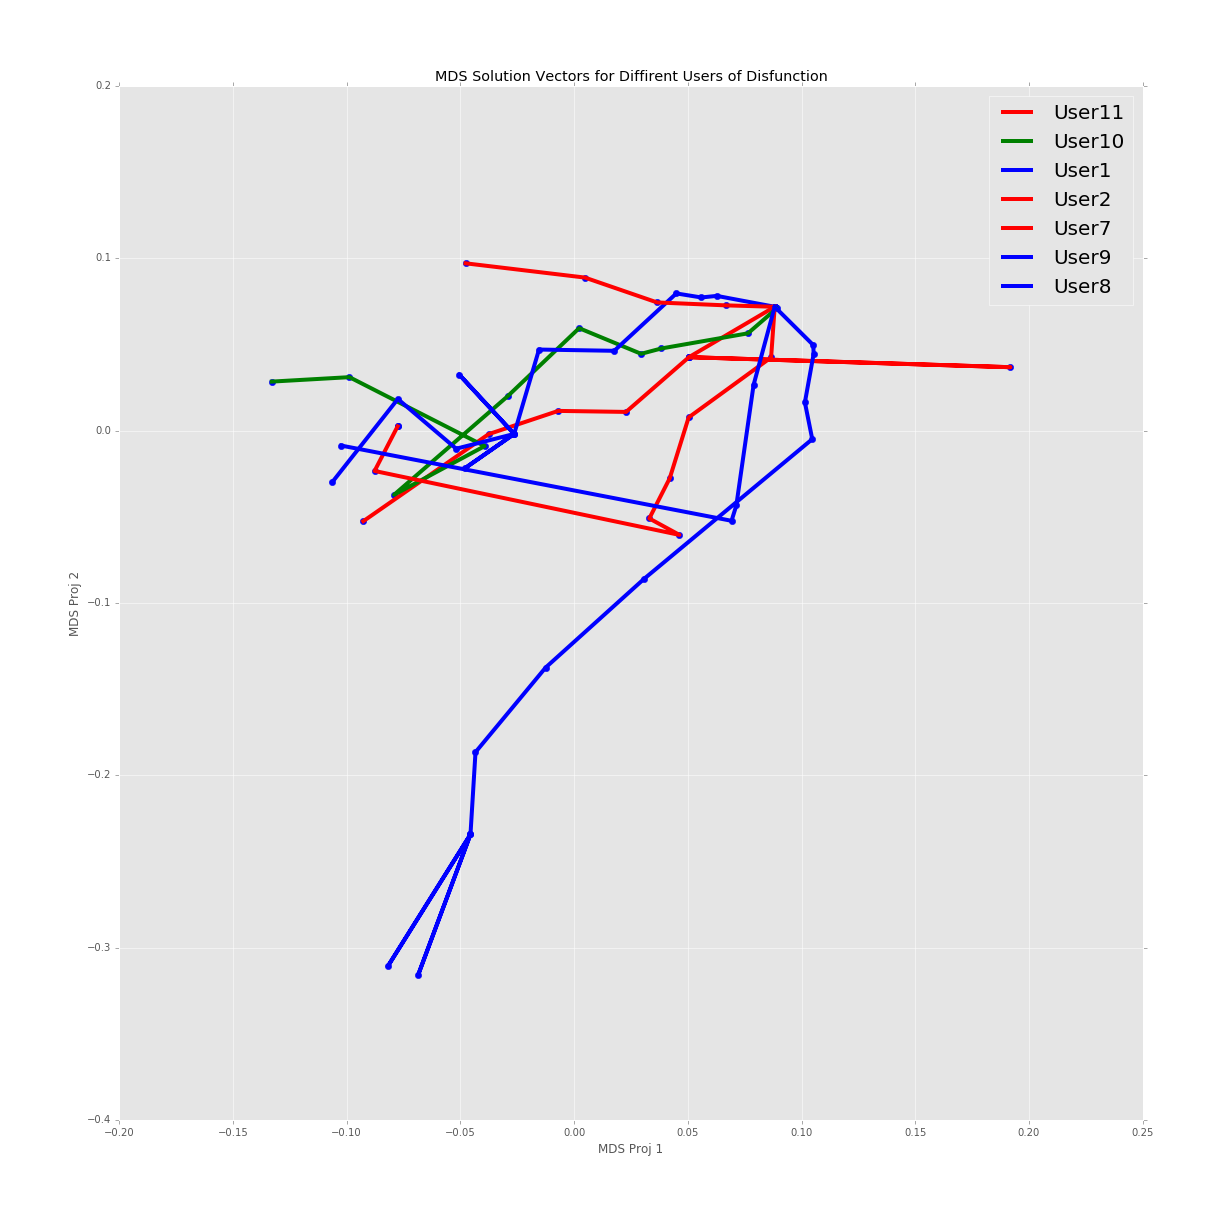 MDS Solution Vectors for Diffirent Users of Disfunction
User11
User10
User1
User2
User7
User9
User8
0.2
0.1
0.0
−0.1
−0.2
−0.3
−0.4
MDS Proj 2
−0.20 −0.15 −0.10 −0.05 0.00 0.05 0.10 0.15 0.20 0.25
MDS Proj 1